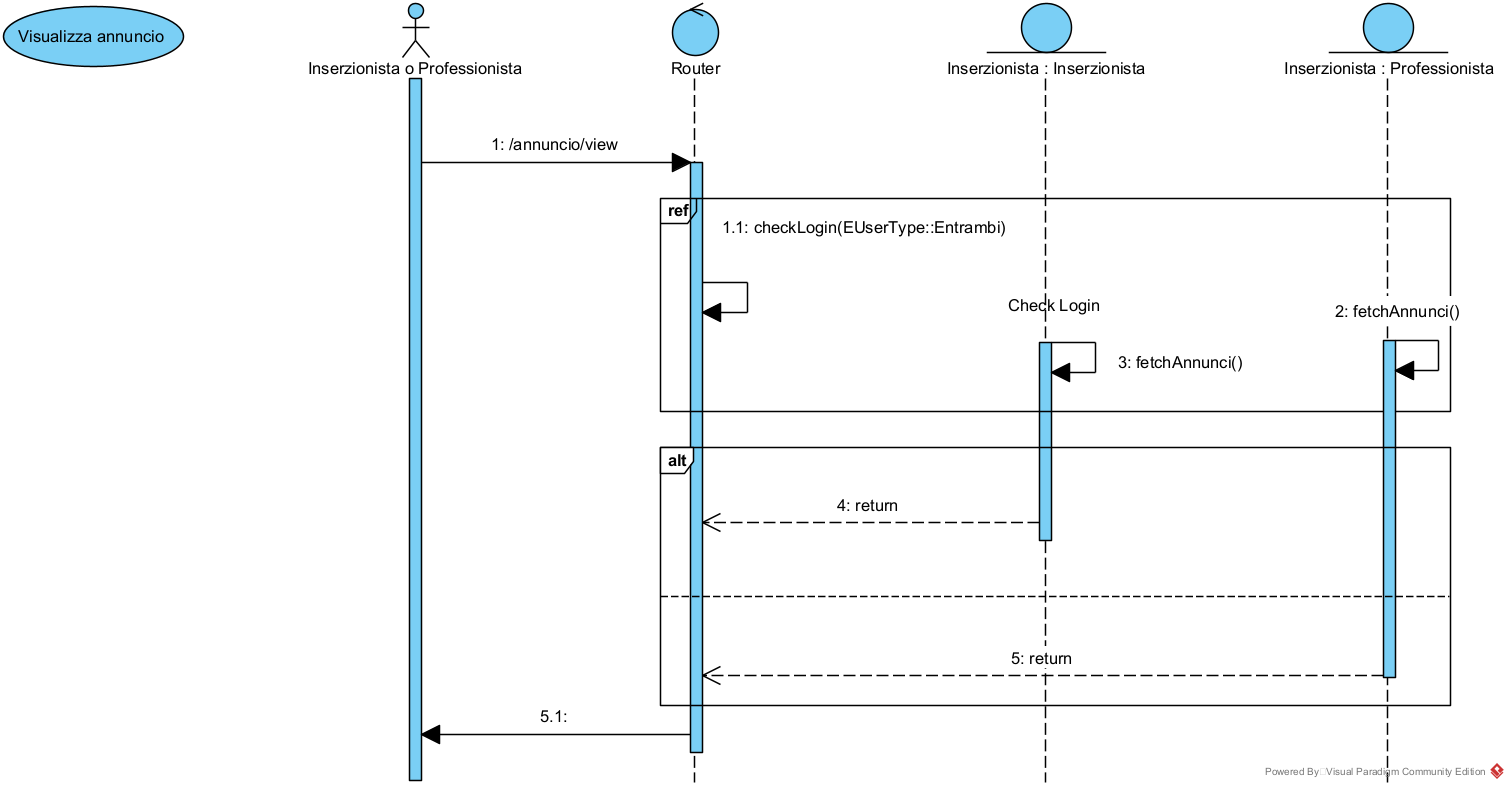 Visualizza annuncio
Inserzionista o Professionista
Router
Inserzionista : Inserzionista
Inserzionista : Professionista
1: /annuncio/view
ref
1.1: checkLogin(EUserType::Entrambi)
Check Login
2: fetchAnnunci()
3: fetchAnnunci()
alt
4: return
5: return
5.1:
Powered By Visual Paradigm Community Edition